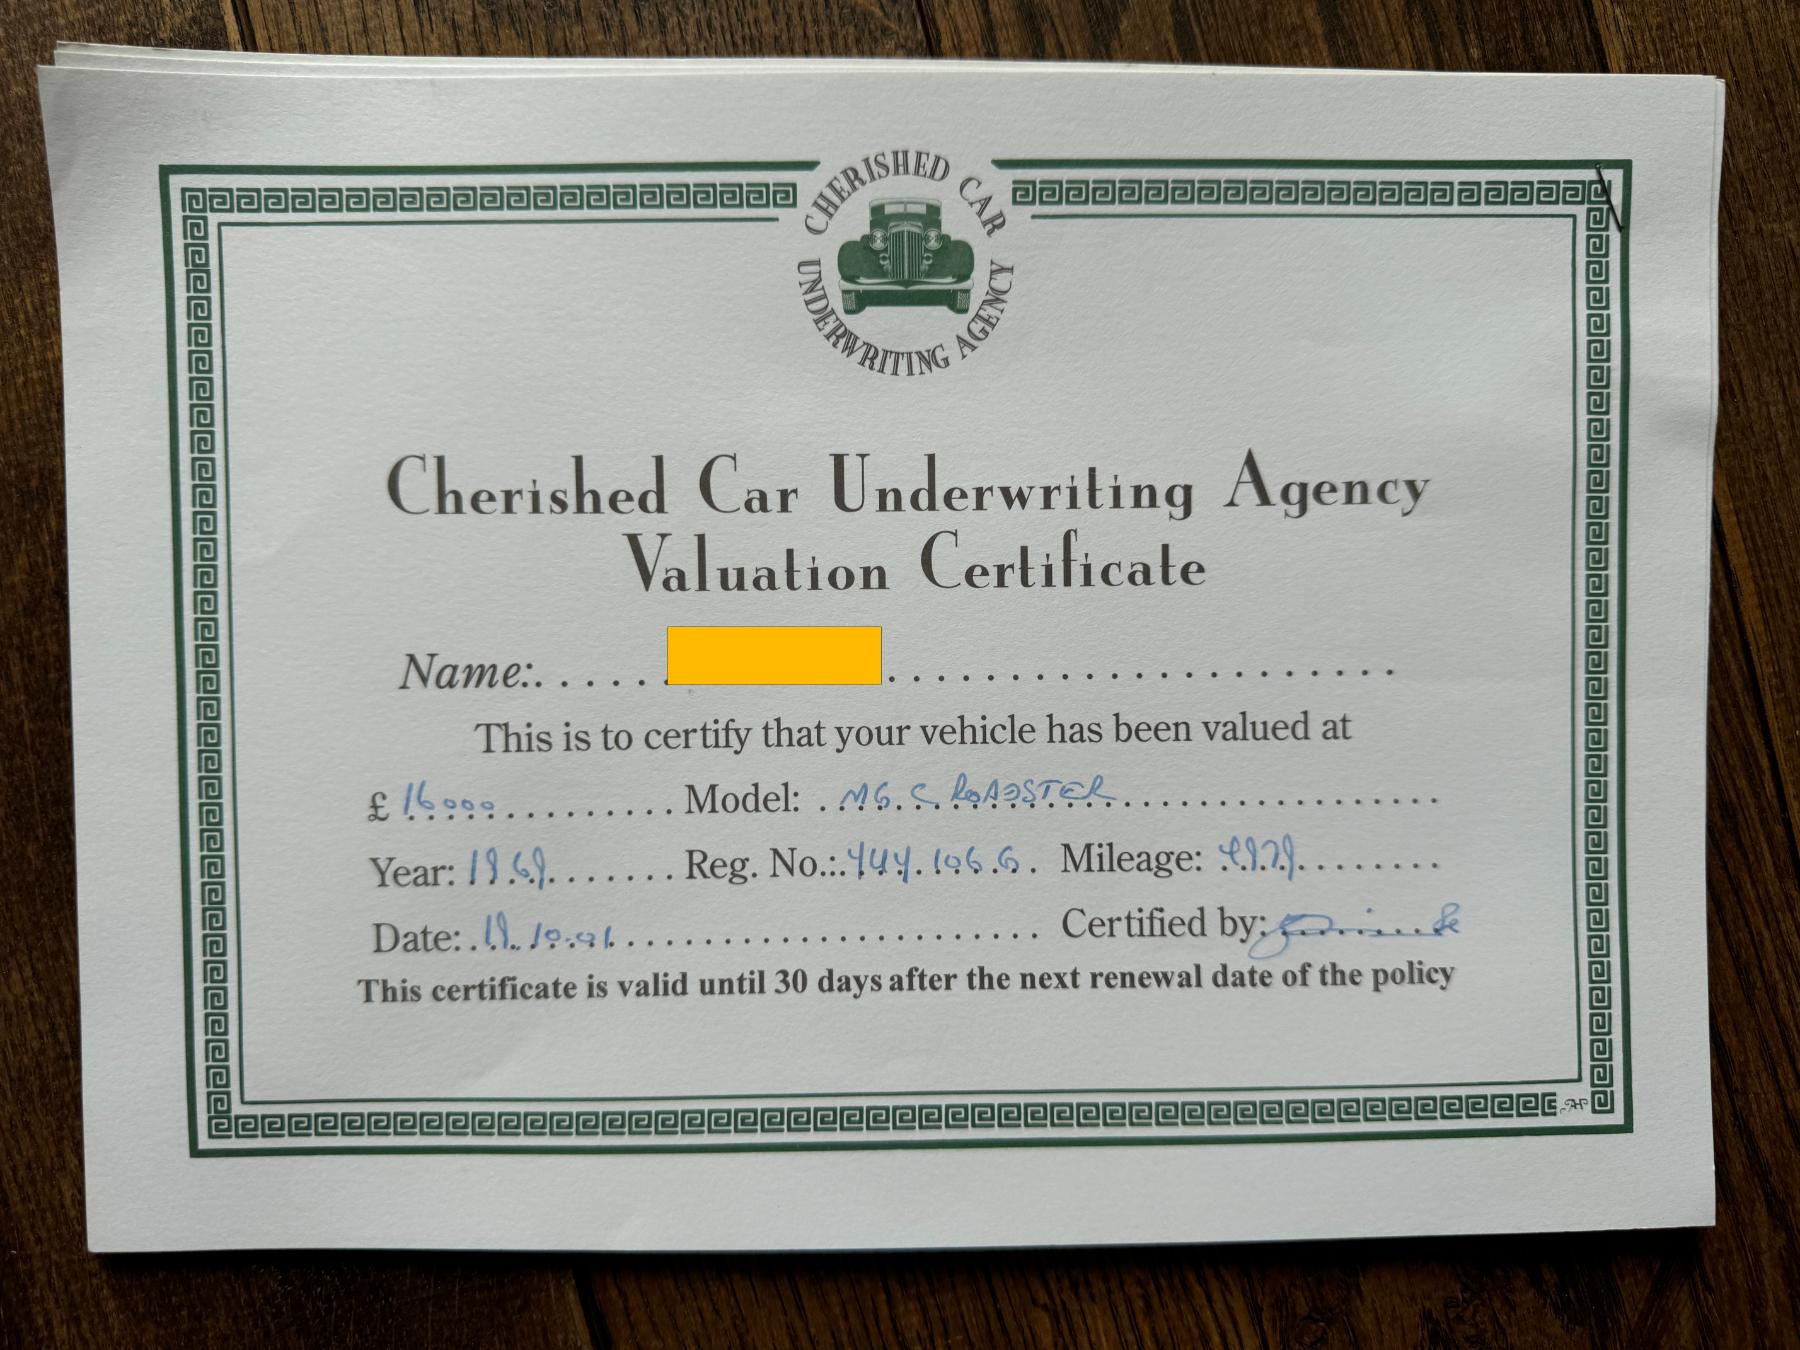 CHERISHED CAR
UNDERWRITING AGENCY
Cherished Car Underwriting Agency
Valuation Certificate
Name:
This is to certify that your vehicle has been valued at
£ 16000 Model: MG. C ROADSTER
Year: 1969 Reg. No.: Mileage:
Date: Certified by:
This certificate is valid until 30 days after the next renewal date of the policy